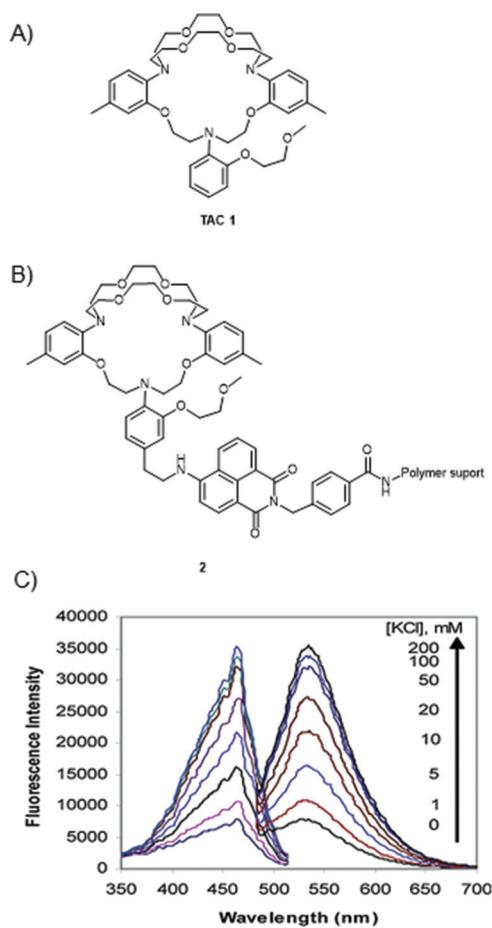 A)
O O
O O
N N
O O
N
O
O
TAC 1
B)
O O
O O
N N
O O
N
O
O
H
N
O
N
O
O
N
H
Polymer suport
2
C)
40000
35000
30000
25000
20000
15000
10000
5000
0
Fluorescence Intensity
[KCl], mM
200
100
50
20
10
5
1
0
350 400 450 500 550 600 650 700
Wavelength (nm)